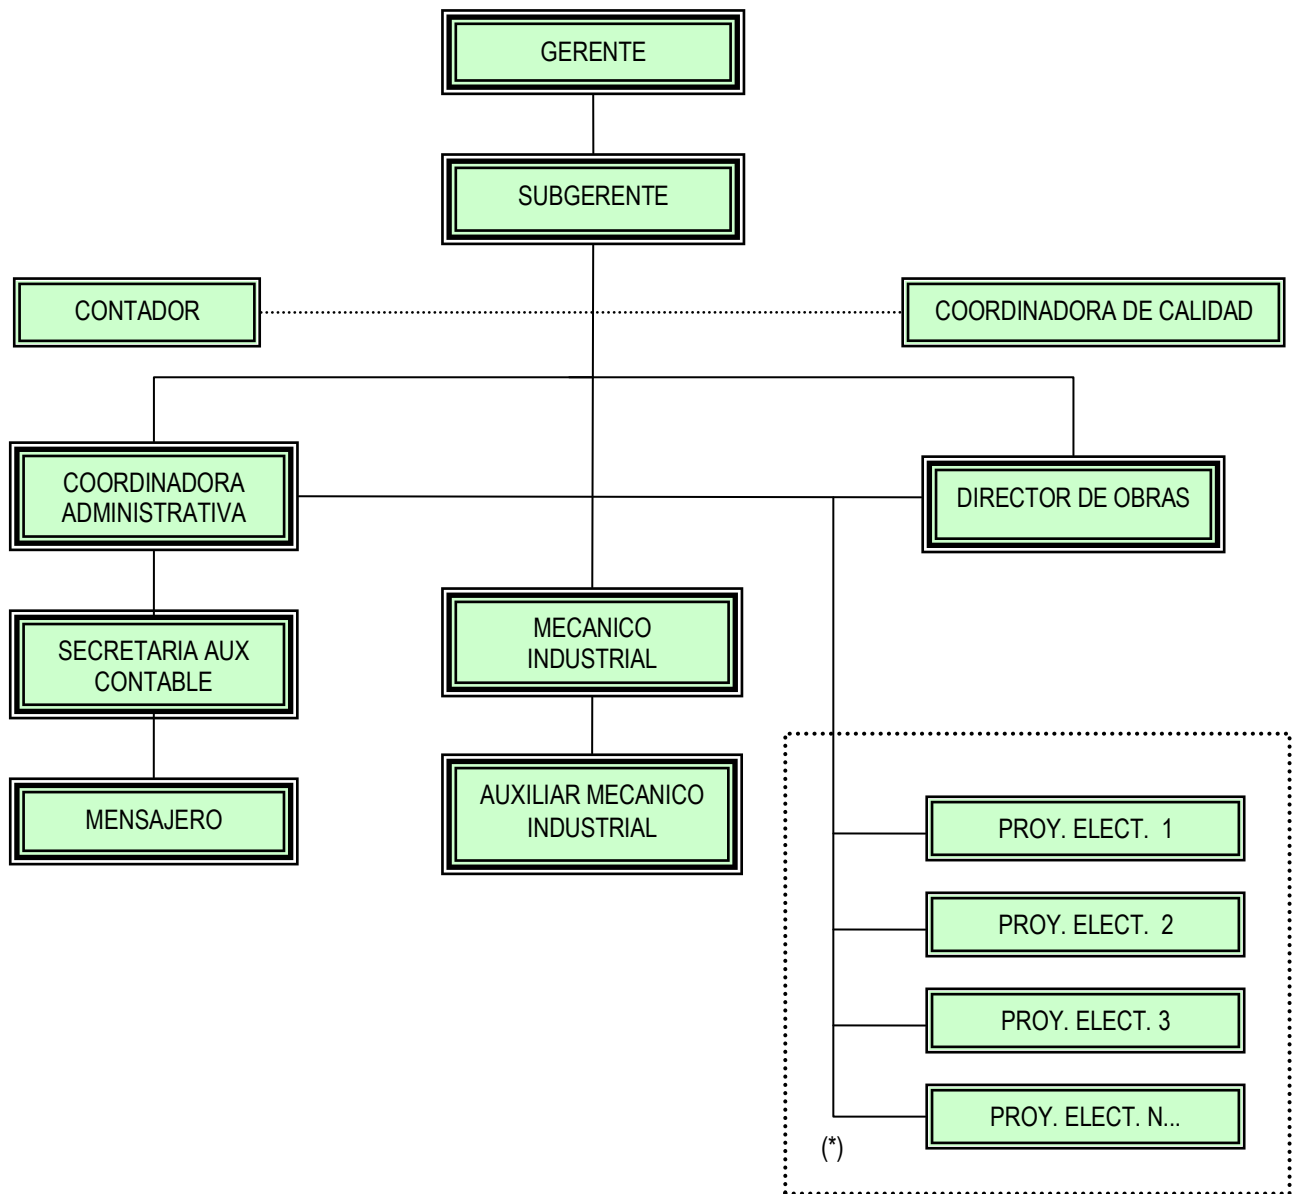 GERENTE
SUBGERENTE
CONTADOR
COORDINADORA DE CALIDAD
COORDINADORA
ADMINISTRATIVA
DIRECTOR DE OBRAS
SECRETARIA AUX
CONTABLE
MECANICO
INDUSTRIAL
MENSAJERO
AUXILIAR MECANICO
INDUSTRIAL
PROY. ELECT. 1
PROY. ELECT. 2
PROY. ELECT. 3
PROY. ELECT. N...
(*)